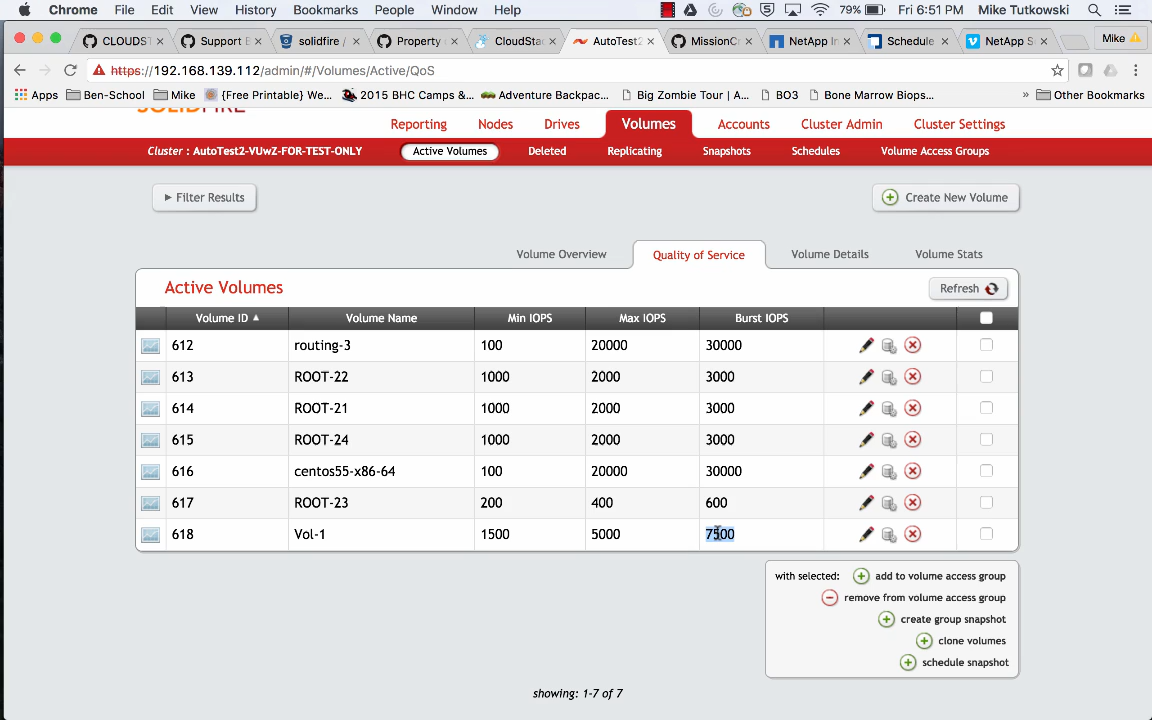 Chrome File Edit View History Bookmarks People Window Help 79% Fri 6:51 PM Mike Tutkowski
CLOUDST Support B solidfire / Property CloudStac AutoTest2 MissionCr NetApp In Schedule NetApp S Mike
https://192.168.139.112/admin/#/Volumes/Active/QoS
Apps Ben-School Mike {Free Printable} We... 2015 BHC Camps &... Adventure Backpac... Big Zombie Tour | A... BO3 Bone Marrow Biops... » Other Bookmarks
SOLIDFIRE
Reporting Nodes Drives Volumes Accounts Cluster Admin Cluster Settings
Cluster : AutoTest2-VUwZ-FOR-TEST-ONLY Active Volumes Deleted Replicating Snapshots Schedules Volume Access Groups
Filter Results Create New Volume
Volume Overview Quality of Service Volume Details Volume Stats
Active Volumes Refresh
Volume ID Volume Name Min IOPS Max IOPS Burst IOPS
612 routing-3 100 20000 30000
613 ROOT-22 1000 2000 3000
614 ROOT-21 1000 2000 3000
615 ROOT-24 1000 2000 3000
616 centos55-x86-64 100 20000 30000
617 ROOT-23 200 400 600
618 Vol-1 1500 5000 7500
with selected: add to volume access group
remove from volume access group
create group snapshot
clone volumes
schedule snapshot
showing: 1-7 of 7